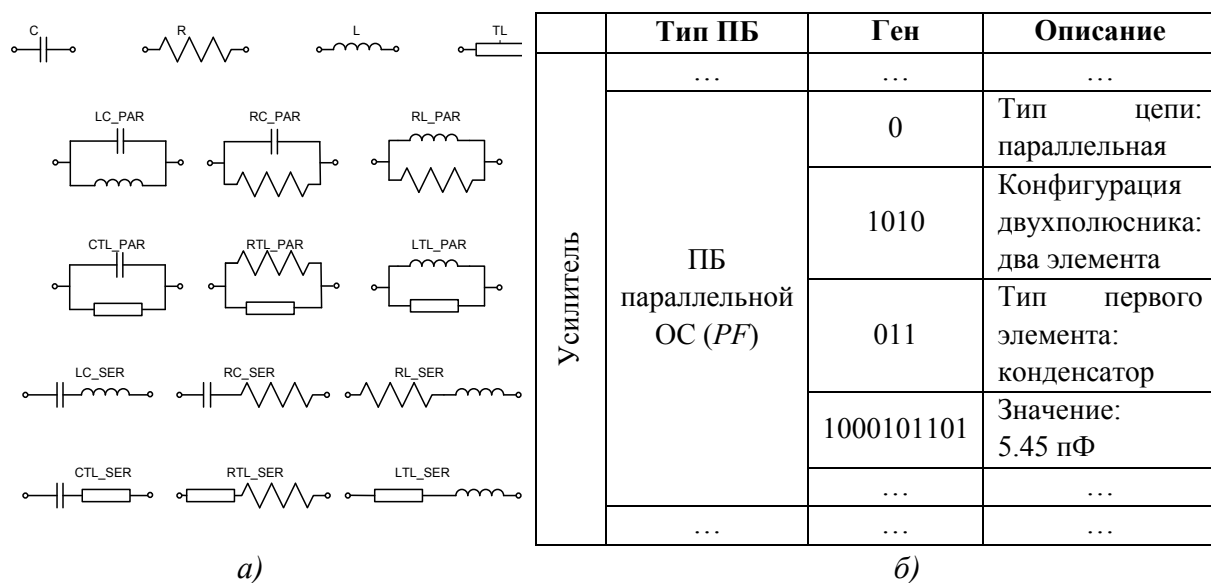 C
R
L
TL
LC_PAR
RC_PAR
RL_PAR
CTL_PAR
RTL_PAR
LTL_PAR
LC_SER
RC_SER
RL_SER
CTL_SER
RTL_SER
LTL_SER
а)
Тип ПБ
Ген
Описание
Усилитель
…
…
…
ПБ
параллельной
ОС (PF)
0
Тип цепи:
параллельная
1010
Конфигурация
двухполюсника:
два элемента
011
Тип первого
элемента:
конденсатор
1000101101
Значение:
5.45 пФ
…
…
…
…
…
б)